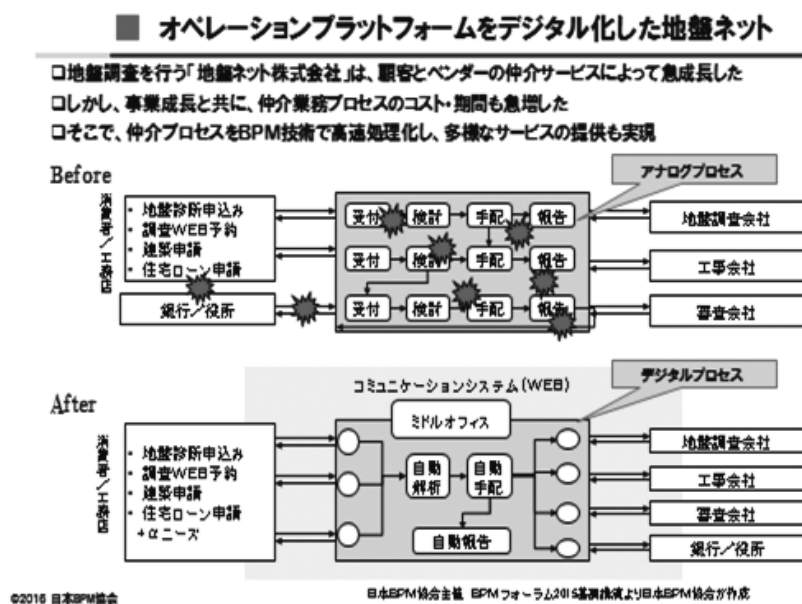 ■ オペレーションプラットフォームをデジタル化した地盤ネット
□地盤調査を行う「地盤ネット株式会社」は、顧客とベンダーの仲介サービスによって急成長した
□しかし、事業成長と共に、仲介業務プロセスのコスト・期間も急増した
□そこで、仲介プロセスをBPM技術で高速処理化し、多様なサービスの提供も実現
アナログプロセス
Before
・ 地盤診断申込み
・ 調査WEB予約
・ 建築申請
・ 住宅ローン申請
銀行／役所
受付 検討 手配 報告
受付 検討 手配 報告
受付 検討 手配 報告
地盤調査会社
工事会社
審査会社
デジタルプロセス
After
コミュニケーションシステム(WEB)
ミドルオフィス
・ 地盤診断申込み
・ 調査WEB予約
・ 建築申請
・ 住宅ローン申請
+αニーズ
自動解析
自動手配
自動報告
地盤調査会社
工事会社
審査会社
銀行／役所
©2016 日本BPM協会
日本BPM協会主催 BPMフォーラム2015基調講演より日本BPM協会が作成